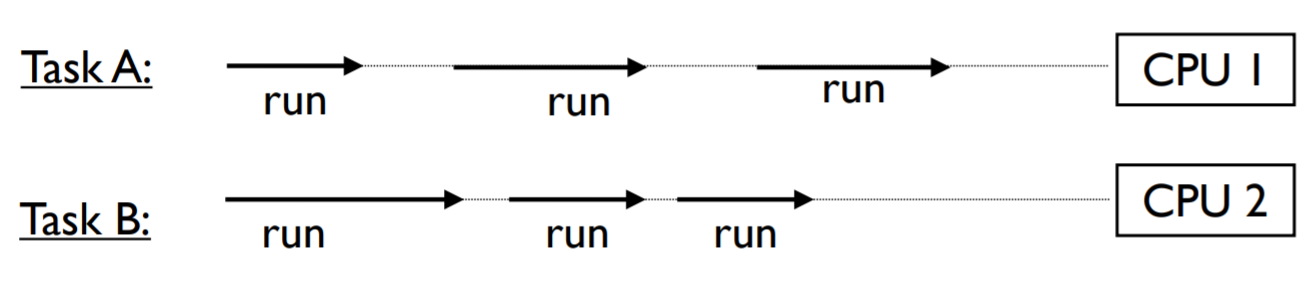 Task A:
CPU 1
run run run
Task B:
CPU 2
run run run